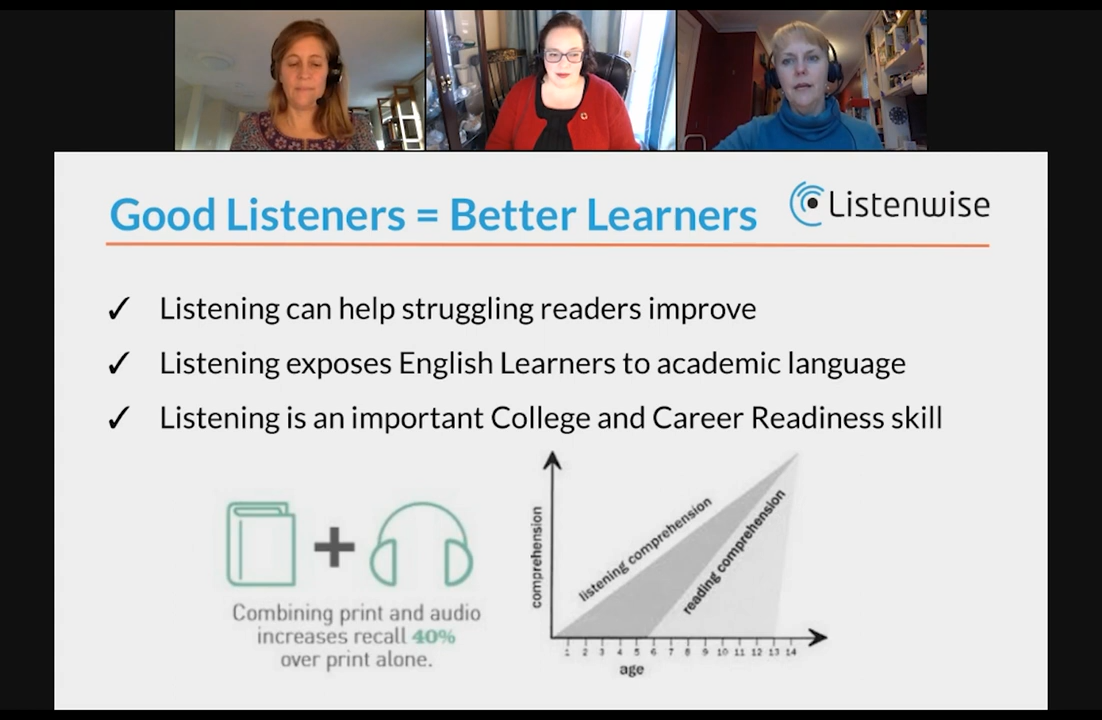 Good Listeners = Better Learners
Listenwise
✓ Listening can help struggling readers improve
✓ Listening exposes English Learners to academic language
✓ Listening is an important College and Career Readiness skill
Combining print and audio
increases recall 40%
over print alone.
comprehension
listening comprehension
reading comprehension
1 2 3 4 5 6 7 8 9 10 11 12 13 14
age